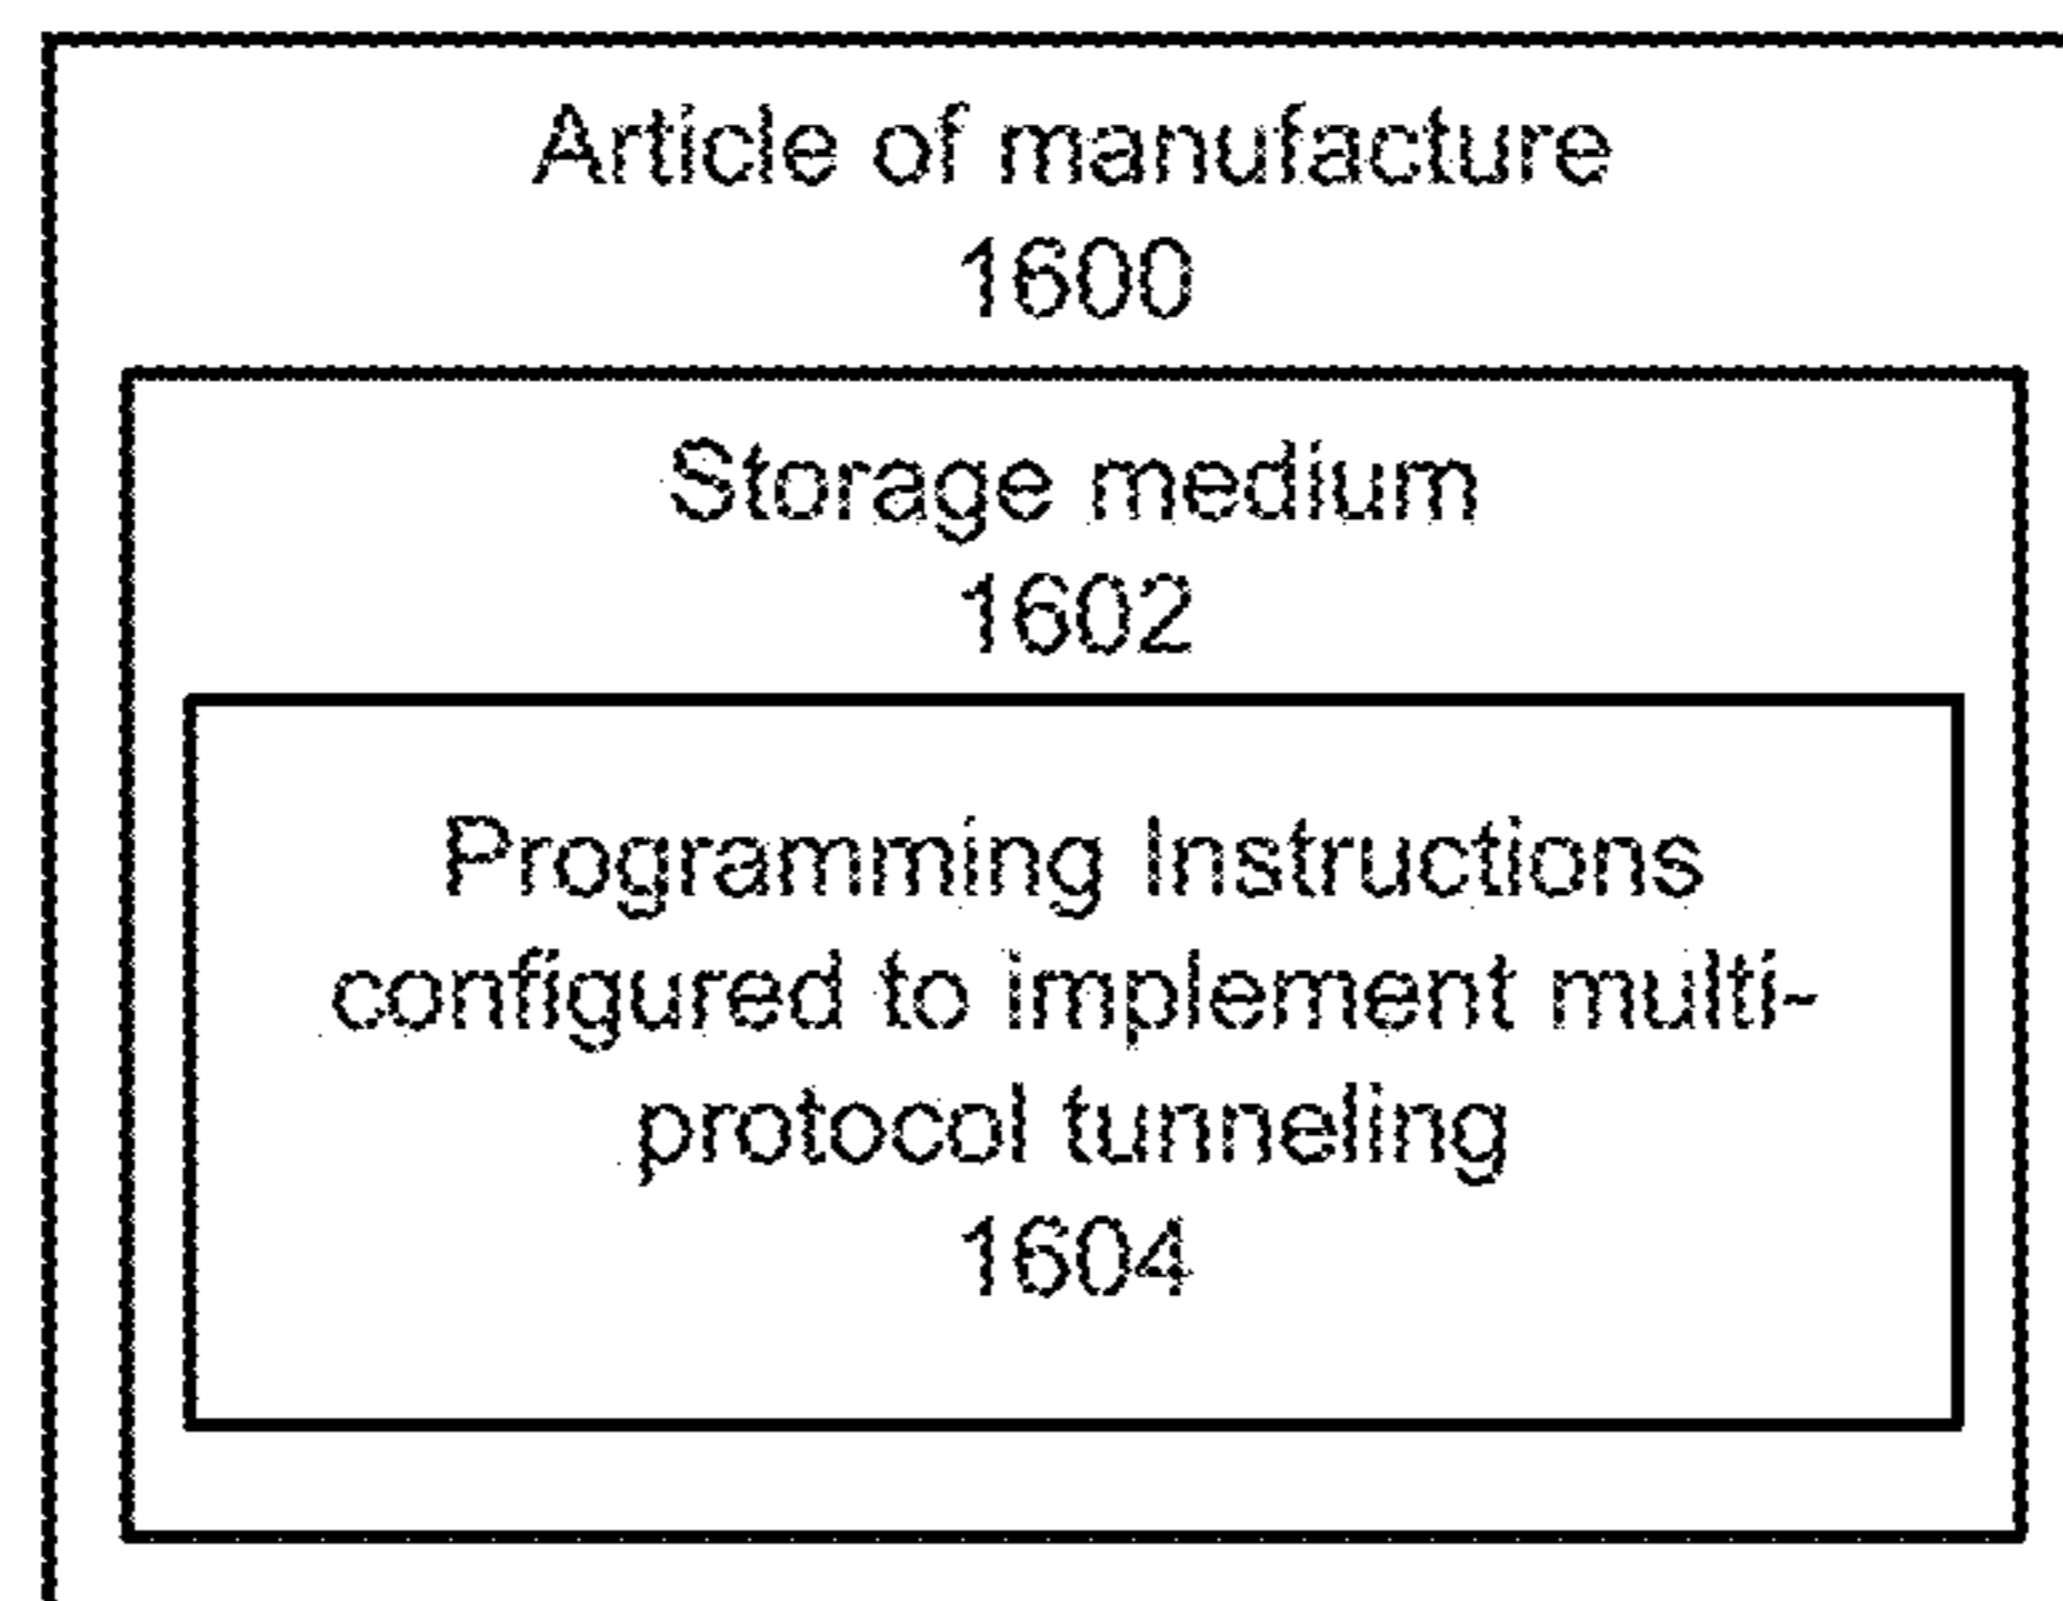 Article of manufacture
1600
Storage medium
1602
Programming Instructions
configured to implement multi-
protocol tunneling
1604